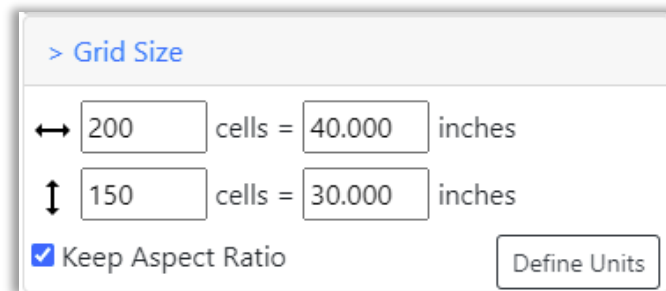 > Grid Size
200 cells = 40.000 inches
150 cells = 30.000 inches
Keep Aspect Ratio
Define Units